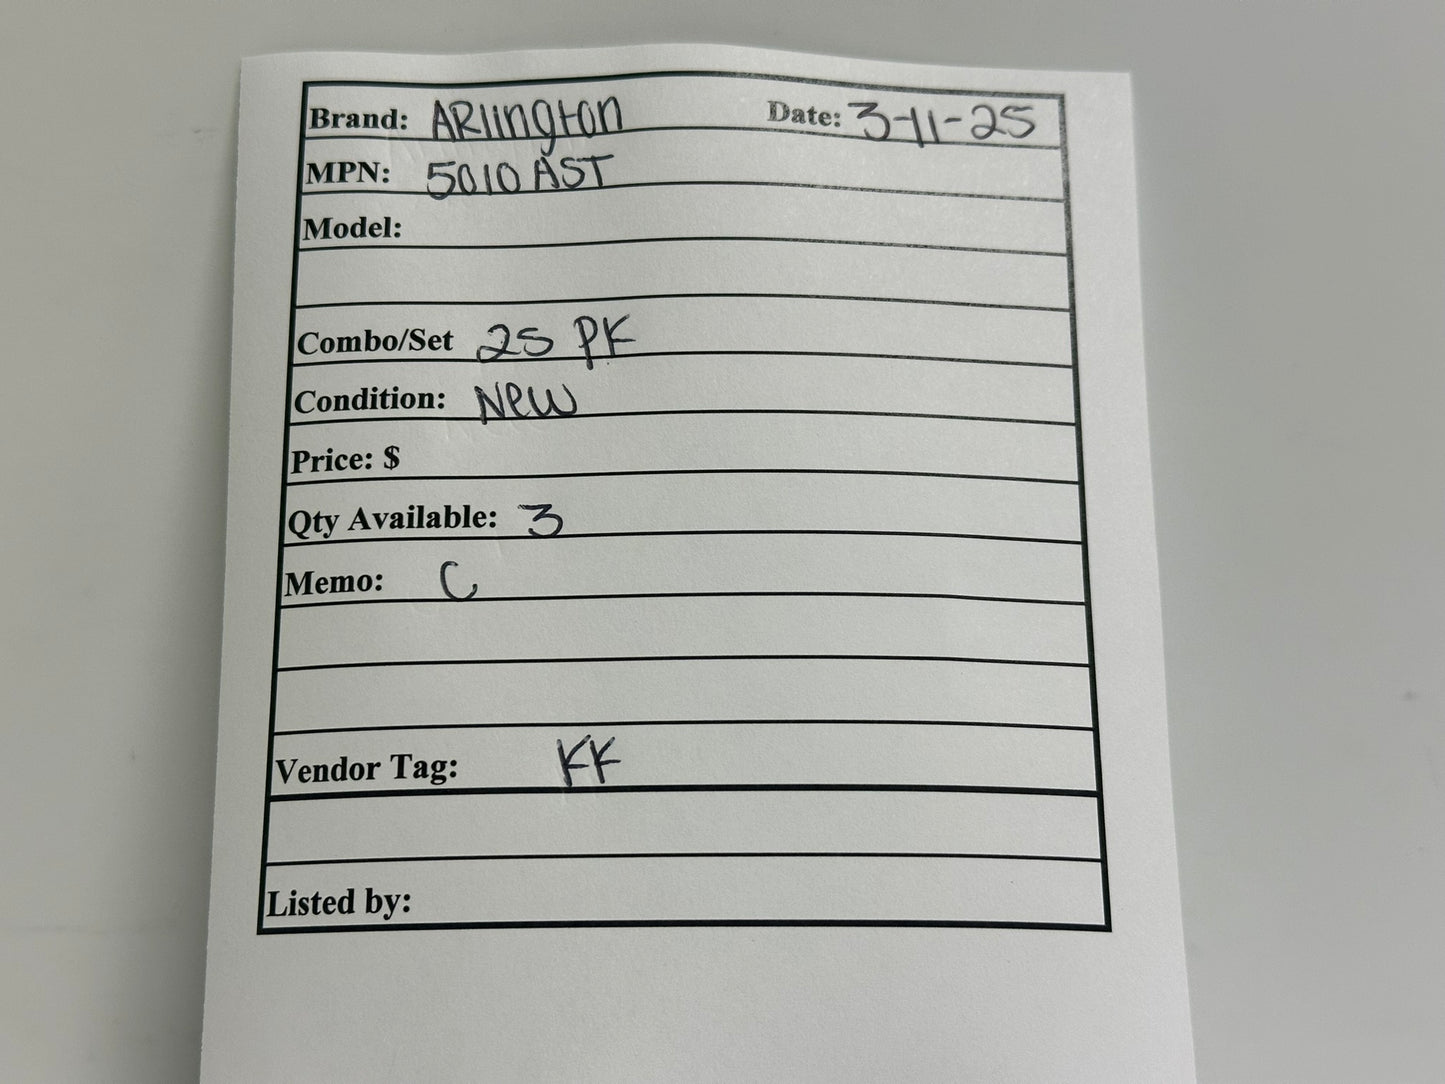 Brand: ARlington Date: 3-11-25
MPN: 5010 AST
Model:
Combo/Set 25 PK
Condition: New
Price: $
Qty Available: 3
Memo: C
Vendor Tag: KK
Listed by: